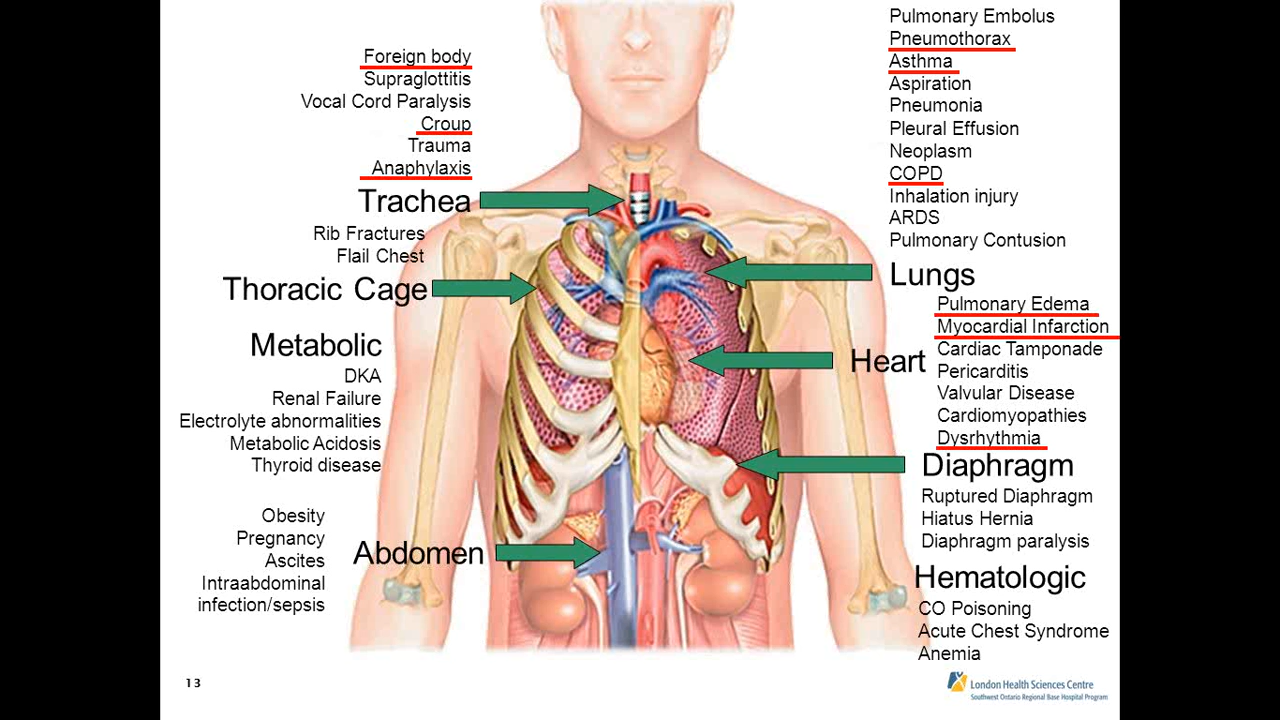 Foreign body
Supraglottitis
Vocal Cord Paralysis
Croup
Trauma
Anaphylaxis
Trachea
Rib Fractures
Flail Chest
Thoracic Cage
Metabolic
DKA
Renal Failure
Electrolyte abnormalities
Metabolic Acidosis
Thyroid disease
Obesity
Pregnancy
Ascites
Intraabdominal
infection/sepsis
Abdomen
Pulmonary Embolus
Pneumothorax
Asthma
Aspiration
Pneumonia
Pleural Effusion
Neoplasm
COPD
Inhalation injury
ARDS
Pulmonary Contusion
Lungs
Pulmonary Edema
Myocardial Infarction
Cardiac Tamponade
Heart
Pericarditis
Valvular Disease
Cardiomyopathies
Dysrhythmia
Diaphragm
Ruptured Diaphragm
Hiatus Hernia
Diaphragm paralysis
Hematologic
CO Poisoning
Acute Chest Syndrome
Anemia
13
London Health Sciences Centre
Southwest Ontario Regional Base Hospital Program